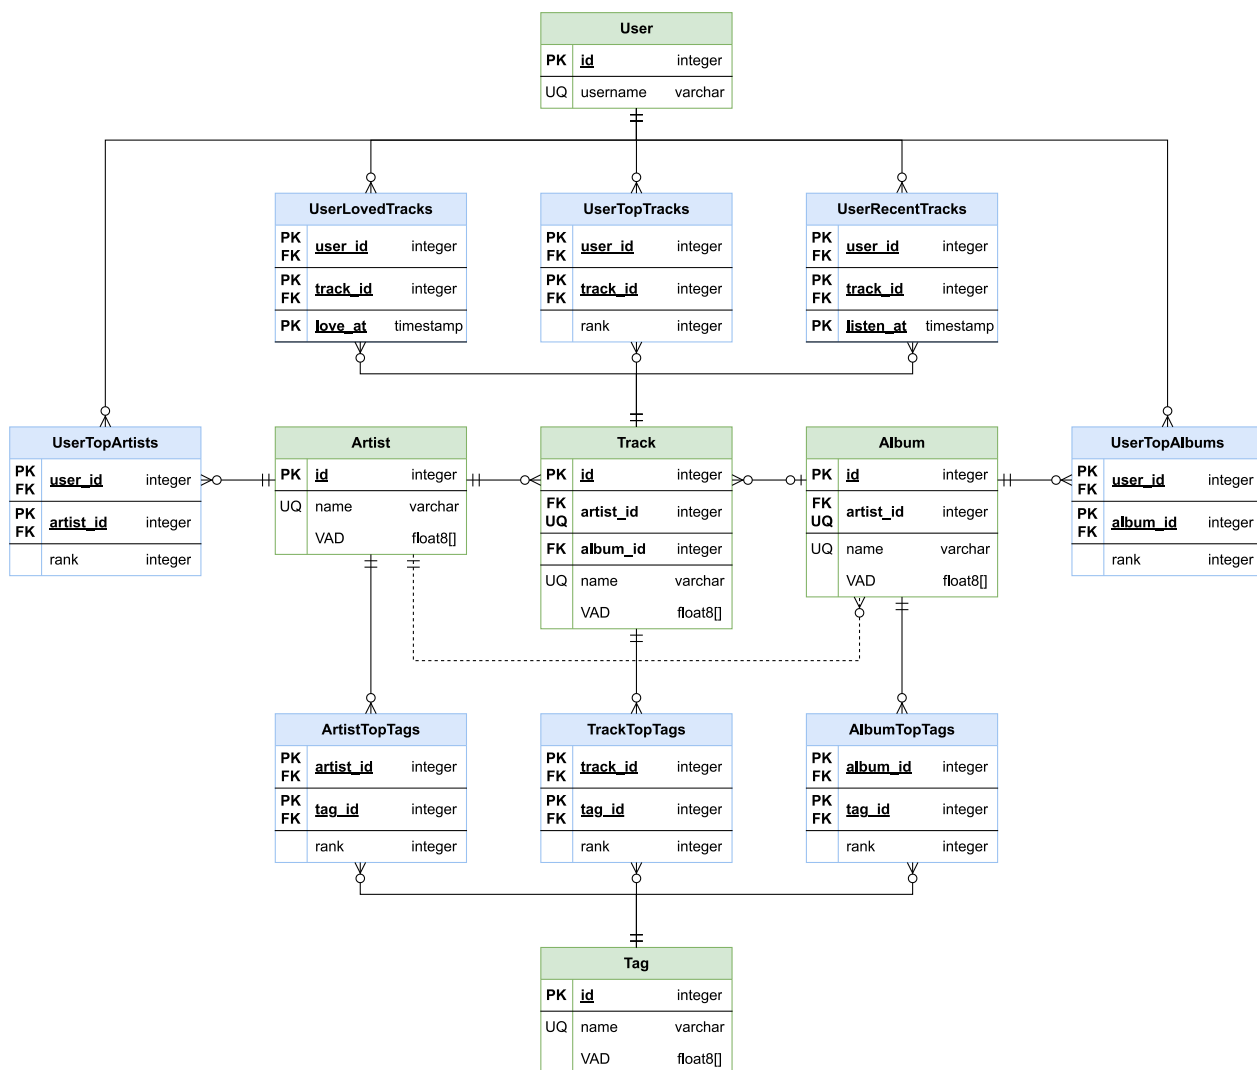 User
PK id integer
UQ username varchar
UserLovedTracks
PK
FK user_id integer
PK
FK track_id integer
PK love_at timestamp
UserTopTracks
PK
FK user_id integer
PK
FK track_id integer
rank integer
UserRecentTracks
PK
FK user_id integer
PK
FK track_id integer
PK listen_at timestamp
UserTopArtists
PK
FK user_id integer
PK
FK artist_id integer
rank integer
Artist
PK id integer
UQ name varchar
VAD float8[]
Track
PK id integer
FK
UQ artist_id integer
FK album_id integer
UQ name varchar
VAD float8[]
Album
PK id integer
FK
UQ artist_id integer
UQ name varchar
VAD float8[]
UserTopAlbums
PK
FK user_id integer
PK
FK album_id integer
rank integer
ArtistTopTags
PK
FK artist_id integer
PK
FK tag_id integer
rank integer
TrackTopTags
PK
FK track_id integer
PK
FK tag_id integer
rank integer
AlbumTopTags
PK
FK album_id integer
PK
FK tag_id integer
rank integer
Tag
PK id integer
UQ name varchar
VAD float8[]